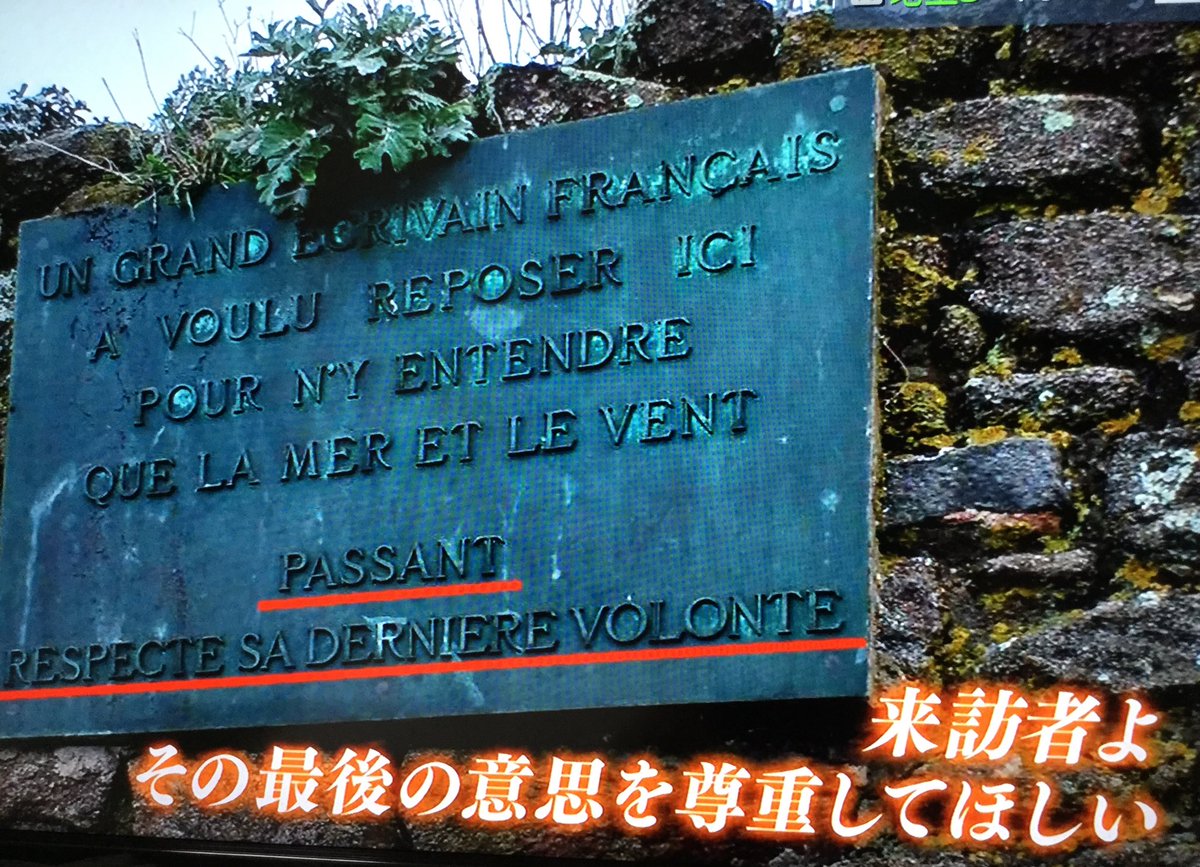 UN GRAND ECRIVAIN FRANCAIS
A VOULU REPOSER ICI
POUR N'Y ENTENDRE
QUE LA MER ET LE VENT
PASSANT
RESPECTE SA DERNIERE VOLONTE
来訪者よ
その最後の意思を尊重してほしい